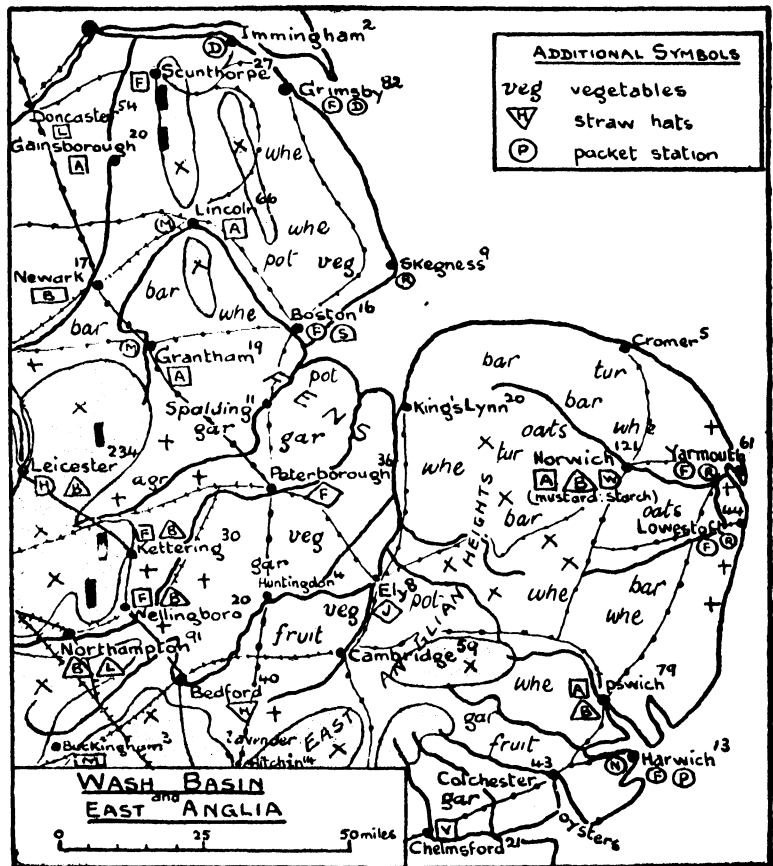 Immingham 2
D
Scunthorpe 27
F
Grimsby 82
F D
Doncaster 54
L
Gainsborough 20
A
ADDITIONAL SYMBOLS
veg vegetables
H straw hats
P packet station
whe
Lincoln 66
M
A
whe
pot
veg
Skegness 9
R
Newark 17
B
bar
whe
bar
Boston 16
F S
M
Grantham 19
A
pot
FENS
Spalding 11
gar
gar
Cromer 5
bar
tur
bar
King's Lynn 20
oats
whe
tur
whe
Leicester 234
H B
agr
Peterborough
F
36
Norwich 121
A B W
(mustard: starch)
bar
Yarmouth 61
F R
oats
Lowestoft 44
F R
F B
Kettering 30
veg
gar
Huntingdon 4
F B
Wellingboro 20
veg
Ely 8
J
pot
EAST ANGLIAN HEIGHTS
whe
bar
whe
fruit
Northampton 91
B L
Cambridge 59
Bedford 40
H
whe
Ipswich 79
A
B
gar
fruit
Buckingham 3
M
lavender
Hitchin 14
Harwich 13
N
F P
Colchester 43
gar
oysters
Chelmsford 21
V
WASH BASIN
and
EAST ANGLIA
0 25 50 miles